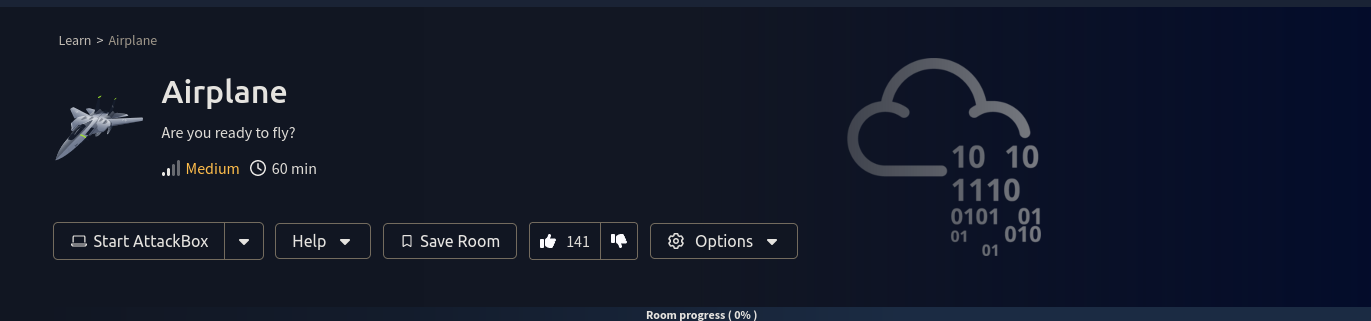 Learn > Airplane
Airplane
Are you ready to fly?
Medium 60 min
Start AttackBox Help Save Room 141 Options
10 10
1110
0101 01
01 010
01
Room progress ( 0% )